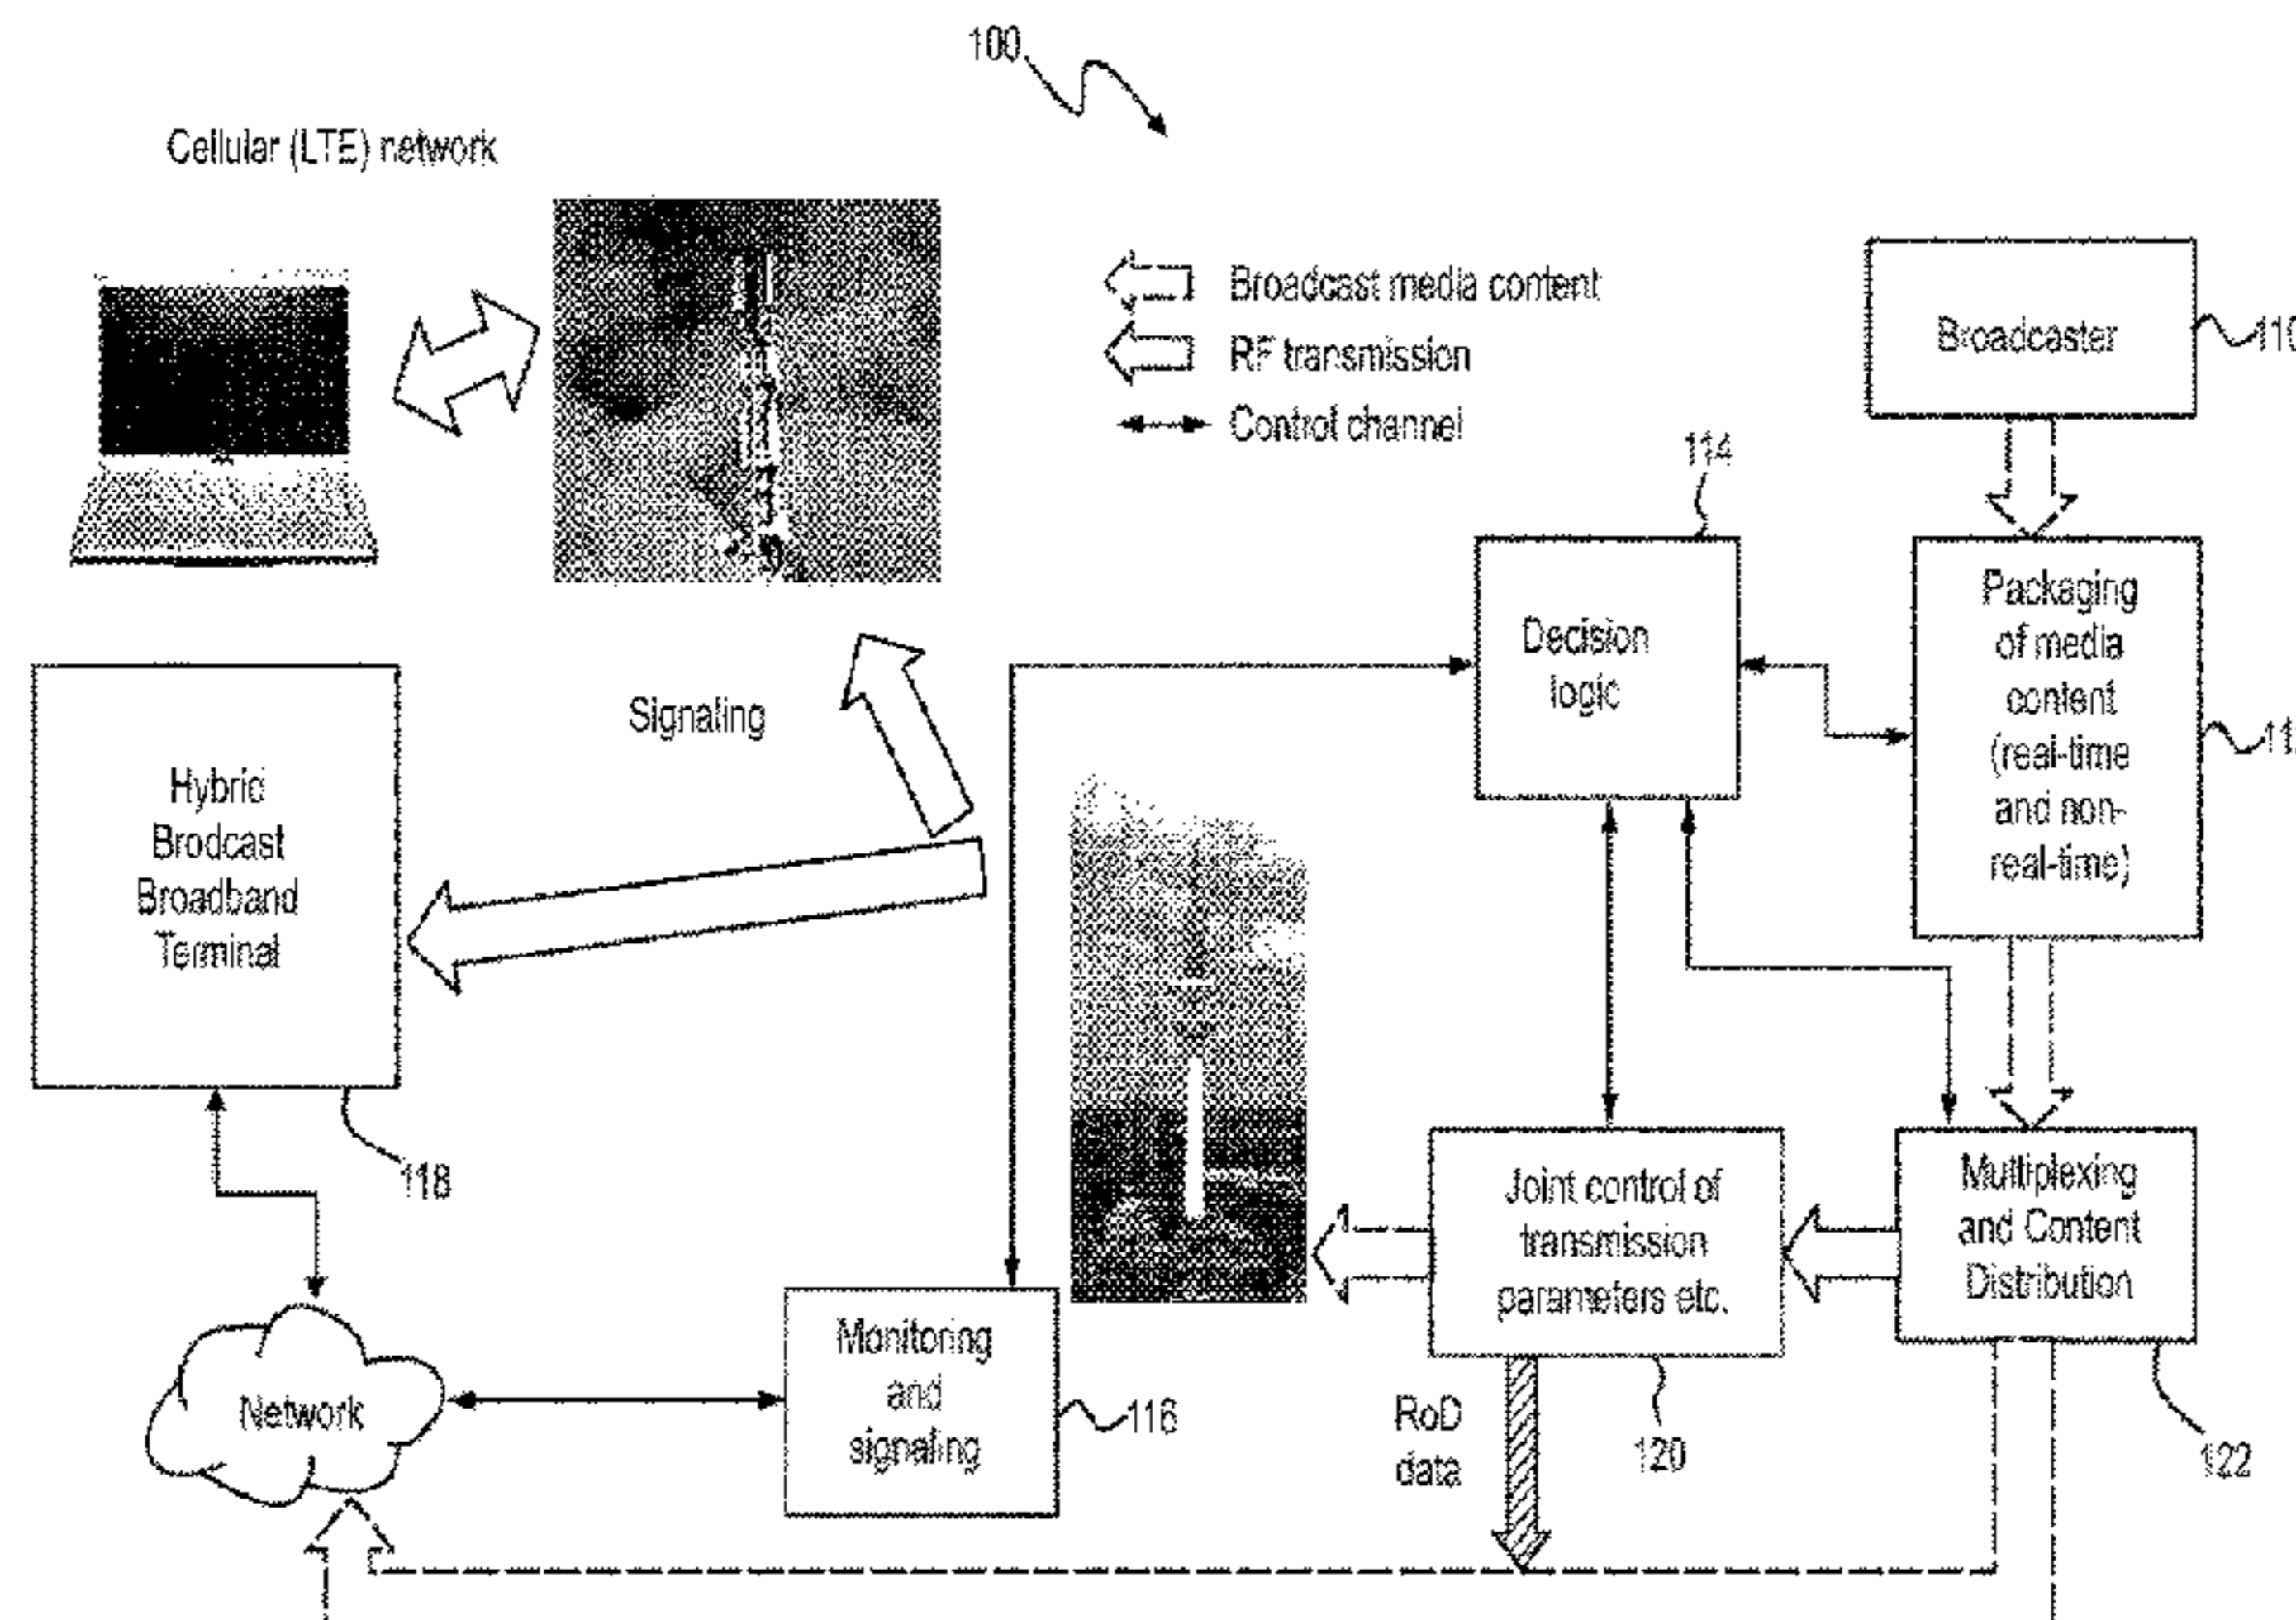 100
Cellular (LTE) network
Broadcast media content
RF transmission
Control channel
Broadcaster
110
114
Decision
logic
Packaging
of media
content
(real-time
and non-
real-time)
11
Signaling
Hybrid
Brodcast
Broadband
Terminal
118
Joint control of
transmission
parameters etc.
Multiplexing
and Content
Distribution
Monitoring
and
signaling
116
Network
RoD
data
120
122